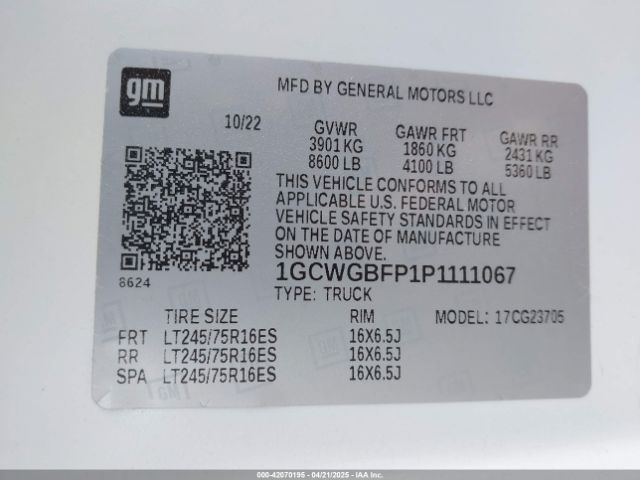 gm
MFD BY GENERAL MOTORS LLC
10/22
GVWR GAWR FRT GAWR RR
3901 KG 1860 KG 2431 KG
8600 LB 4100 LB 5360 LB
THIS VEHICLE CONFORMS TO ALL
APPLICABLE U.S. FEDERAL MOTOR
VEHICLE SAFETY STANDARDS IN EFFECT
ON THE DATE OF MANUFACTURE
SHOWN ABOVE.
1GCWGBFP1P1111067
8624
TYPE: TRUCK
TIRE SIZE RIM MODEL: 17CG23705
FRT LT245/75R16ES 16X6.5J
RR LT245/75R16ES 16X6.5J
SPA LT245/75R16ES 16X6.5J
000-42070195 - 04/21/2025 - IAA Inc.